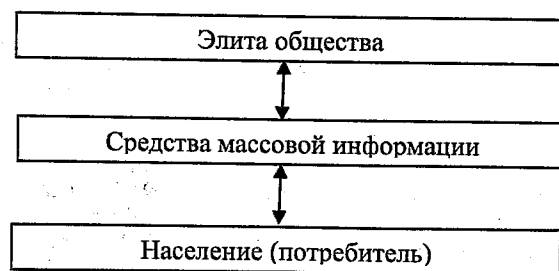 Элита общества
Средства массовой информации
Население (потребитель)